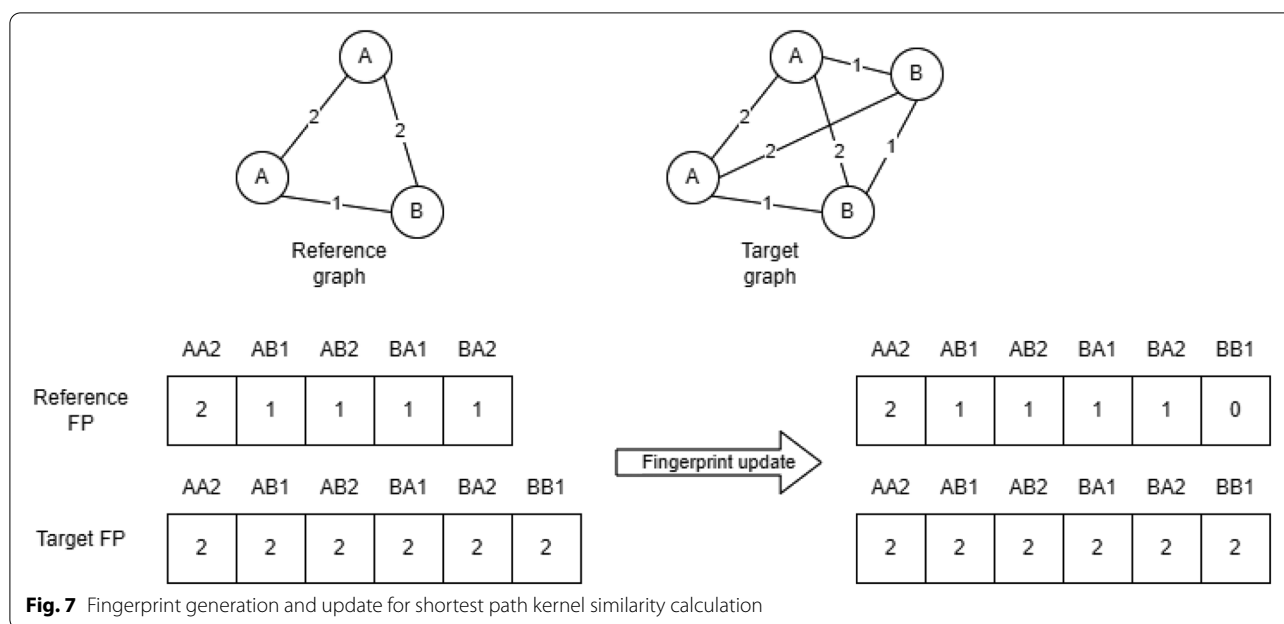 A
B
A
1
2
2
2
2
2
1
A
A
1
B
1
B
Reference
graph
Target
graph
AA2 AB1 AB2 BA1 BA2
AA2 AB1 AB2 BA1 BA2 BB1
Reference
FP
2 1 1 1 1
2 1 1 1 1 0
Fingerprint update
AA2 AB1 AB2 BA1 BA2 BB1
AA2 AB1 AB2 BA1 BA2 BB1
Target FP
2 2 2 2 2 2
2 2 2 2 2 2
Fig. 7 Fingerprint generation and update for shortest path kernel similarity calculation